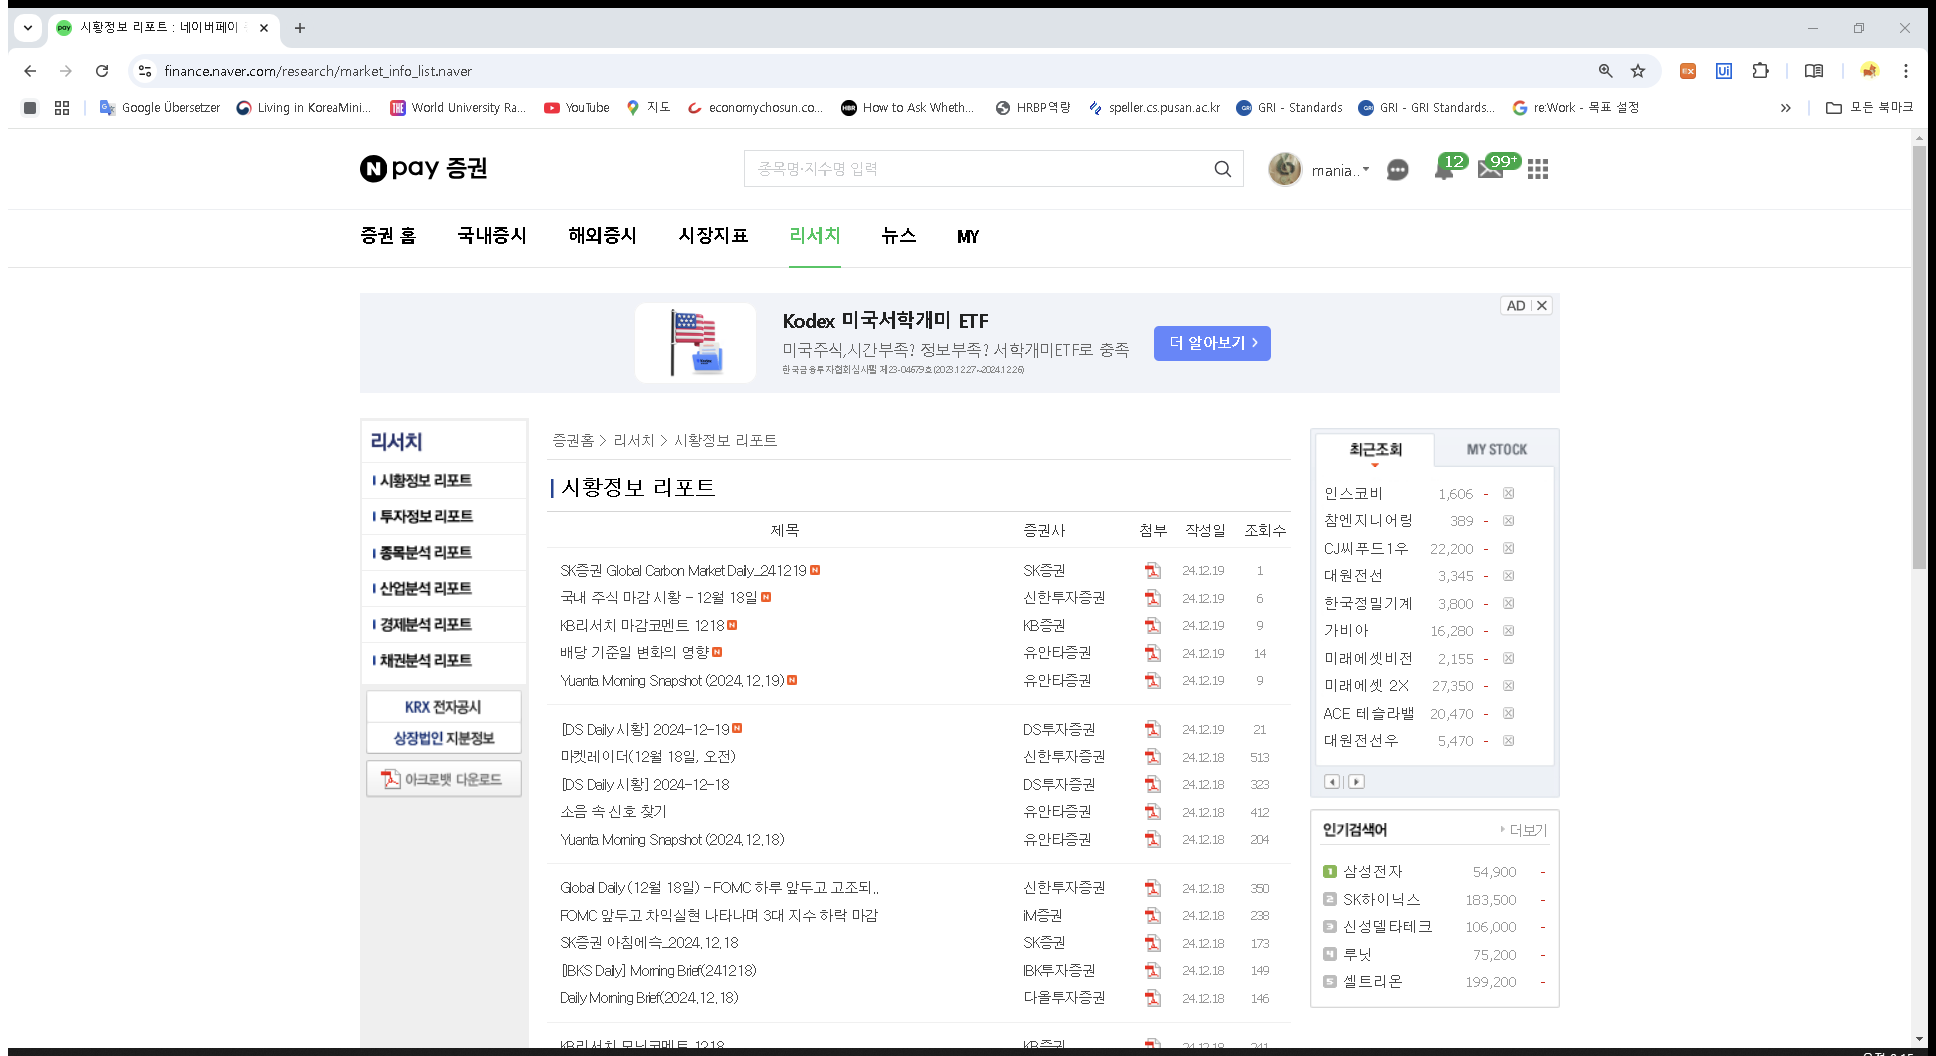 시황정보 리포트 : 네이버페이
finance.naver.com/research/market_info_list.naver
Google Übersetzer Living in KoreaMini... World University Ra... YouTube 지도 economychosun.co... How to Ask Wheth... HRBP역량 speller.cs.pusan.ac.kr GRI - Standards GRI - GRI Standards... re:Work - 목표 설정 » 모든 북마크
N pay 증권 종목명·지수명 입력 mania.. 12 99+
증권 홈 국내증시 해외증시 시장지표 리서치 뉴스 MY
AD
Kodex 미국서학개미 ETF
미국주식,시간부족? 정보부족? 서학개미ETF로 충족
더 알아보기
한국금융투자협회심사필 제23-04679호(2023.12.27~2024.12.26)
리서치
시황정보 리포트
투자정보 리포트
종목분석 리포트
산업분석 리포트
경제분석 리포트
채권분석 리포트
KRX 전자공시
상장법인 지분정보
아크로뱃 다운로드
증권홈 > 리서치 > 시황정보 리포트
시황정보 리포트
제목 증권사 첨부 작성일 조회수
SK증권 Global Carbon Market Daily_241219 SK증권 24.12.19 1
국내 주식 마감 시황 - 12월 18일 신한투자증권 24.12.19 6
KB리서치 마감코멘트 1218 KB증권 24.12.19 9
배당 기준일 변화의 영향 유안타증권 24.12.19 14
Yuanta Morning Snapshot (2024.12.19) 유안타증권 24.12.19 9
[DS Daily 시황] 2024-12-19 DS투자증권 24.12.19 21
마켓레이더(12월 18일, 오전) 신한투자증권 24.12.18 513
[DS Daily 시황] 2024-12-18 DS투자증권 24.12.18 323
소음 속 신호 찾기 유안타증권 24.12.18 412
Yuanta Morning Snapshot (2024.12.18) 유안타증권 24.12.18 204
Global Daily (12월 18일) - FOMC 하루 앞두고 고조되.. 신한투자증권 24.12.18 350
FOMC 앞두고 차익실현 나타나며 3대 지수 하락 마감 iM증권 24.12.18 238
SK증권 아침에슥_2024.12.18 SK증권 24.12.18 173
[IBKS Daily] Morning Brief(241218) IBK투자증권 24.12.18 149
Daily Morning Brief(2024.12.18) 다올투자증권 24.12.18 146
KB리서치 모닝코멘트 1218 KB증권 24.12.18 241
최근조회 MY STOCK
인스코비 1,606 -
참엔지니어링 389 -
CJ씨푸드1우 22,200 -
대원전선 3,345 -
한국정밀기계 3,800 -
가비아 16,280 -
미래에셋비전 2,155 -
미래에셋 2X 27,350 -
ACE 테슬라밸 20,470 -
대원전선우 5,470 -
인기검색어 더보기
1 삼성전자 54,900 -
2 SK하이닉스 183,500 -
3 신성델타테크 106,000 -
4 루닛 75,200 -
5 셀트리온 199,200 -